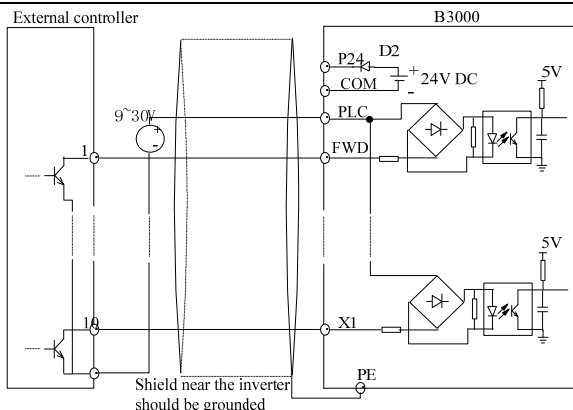 External controller
B3000
P24
D2
COM
+
-
24V DC
5V
9~30V
-
PLC
1
FWD
5V
10
X1
PE
Shield near the inverter
should be grounded